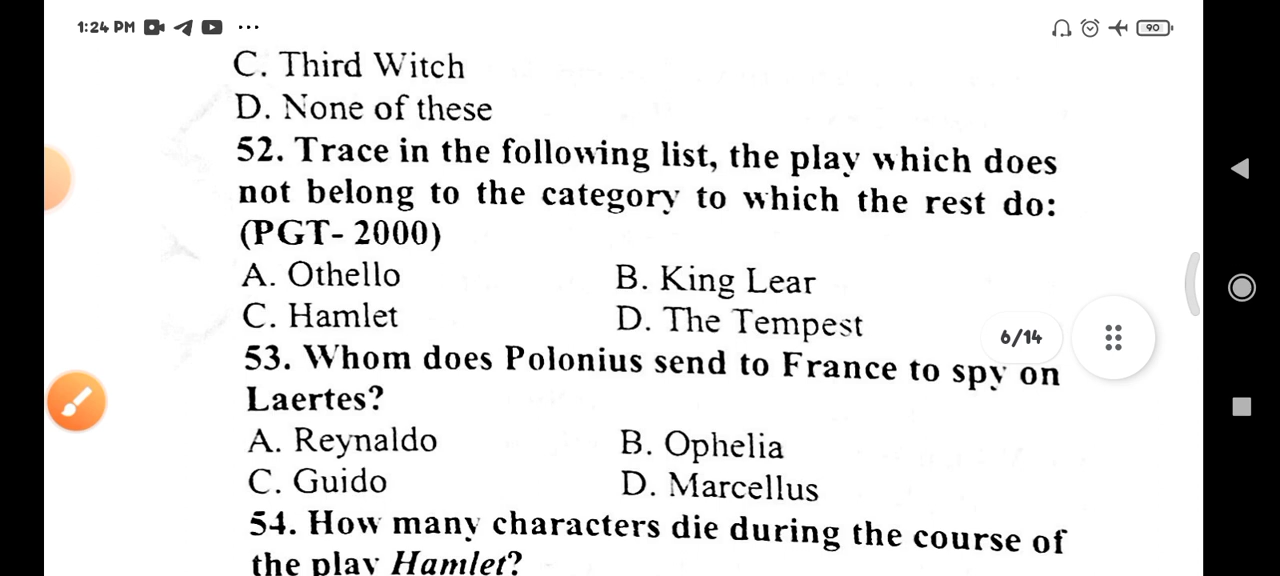 1:24 PM ...
90
C. Third Witch
D. None of these
52. Trace in the following list, the play which does
not belong to the category to which the rest do:
(PGT- 2000)
A. Othello B. King Lear
C. Hamlet D. The Tempest
6/14
53. Whom does Polonius send to France to spy on
Laertes?
A. Reynaldo B. Ophelia
C. Guido D. Marcellus
54. How many characters die during the course of
the play Hamlet?